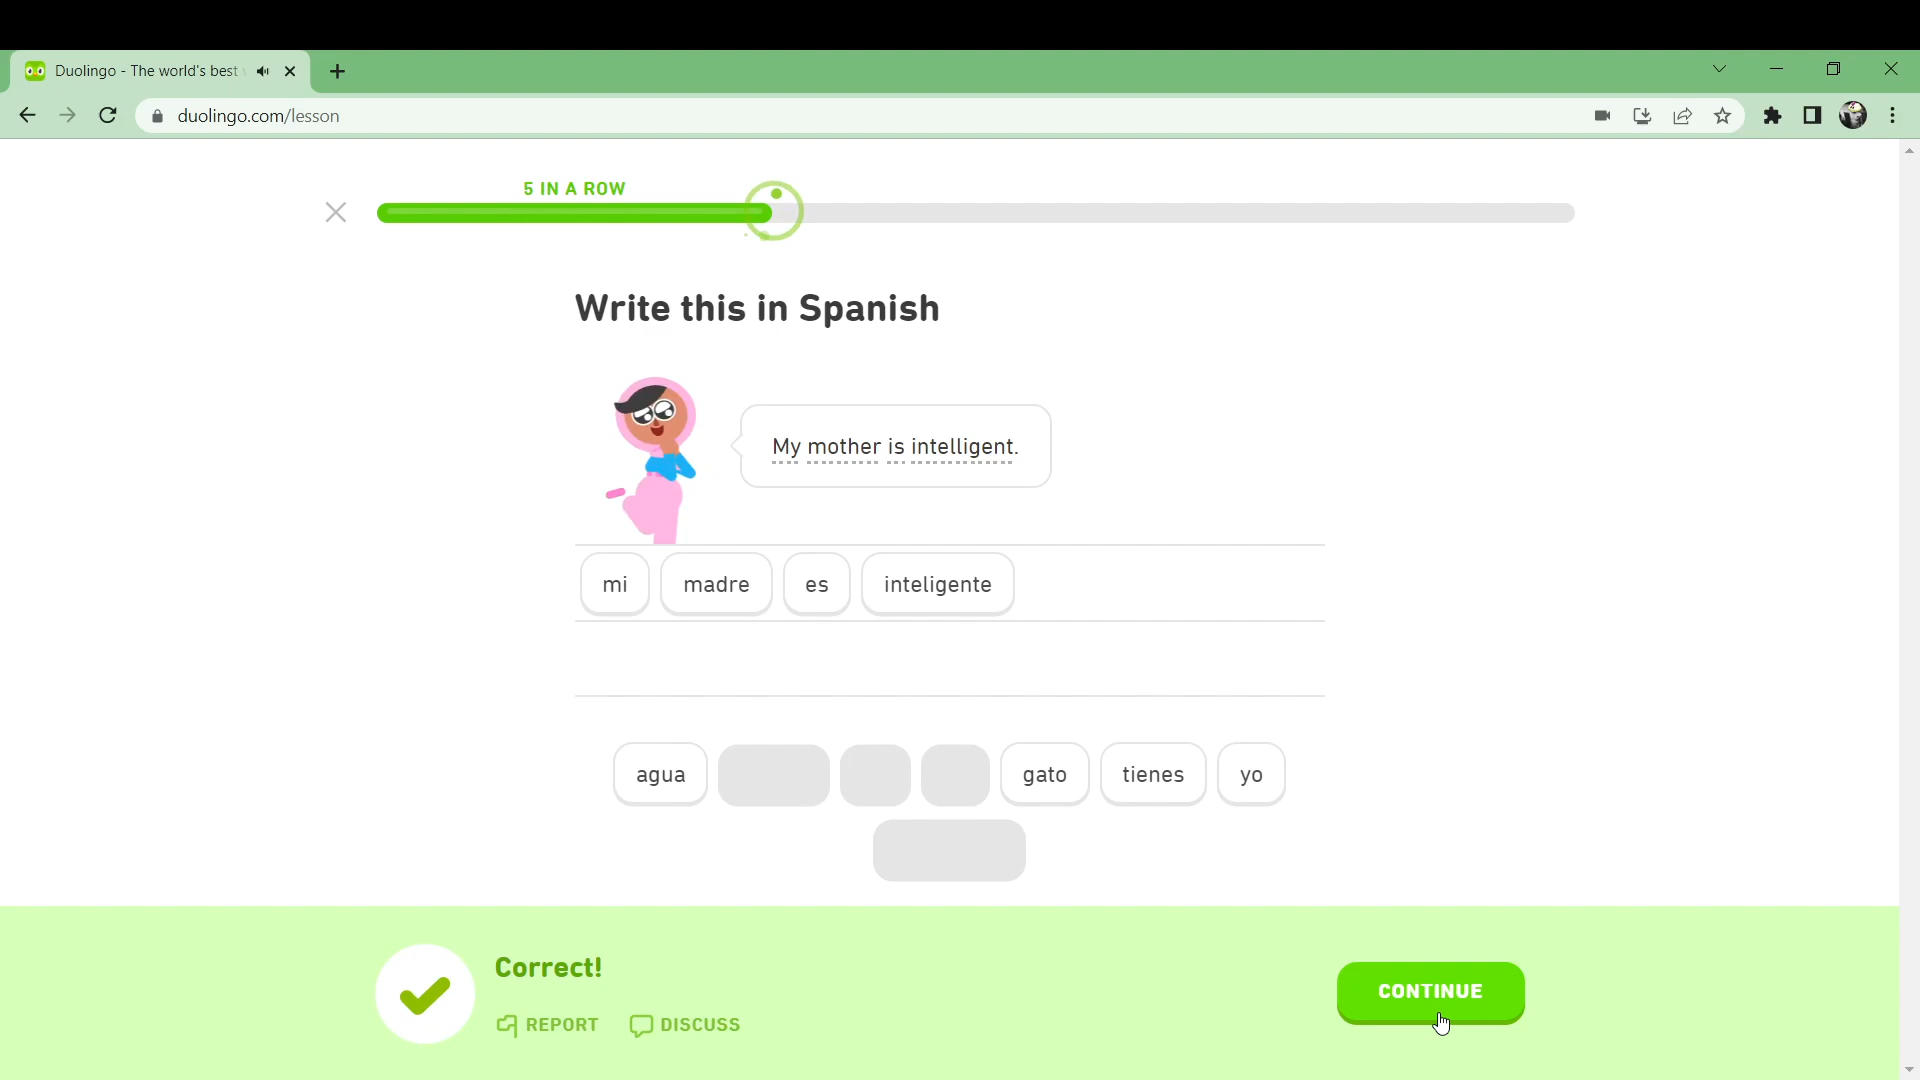 Duolingo - The world's best
duolingo.com/lesson
5 IN A ROW
Write this in Spanish
My mother is intelligent.
mi madre es inteligente
agua gato tienes yo
Correct!
REPORT DISCUSS
CONTINUE